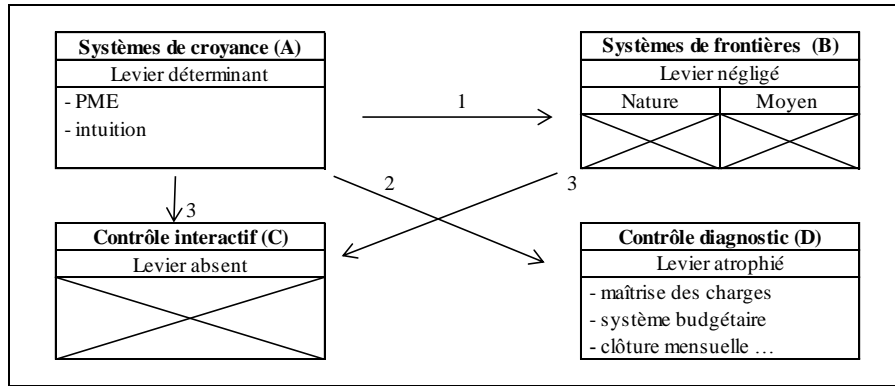 Systèmes de croyance (A)
Levier déterminant
- PME
- intuition
1
Systèmes de frontières (B)
Levier négligé
Nature Moyen
2
3
3
Contrôle interactif (C)
Levier absent
Contrôle diagnostic (D)
Levier atrophié
- maîtrise des charges
- système budgétaire
- clôture mensuelle ...